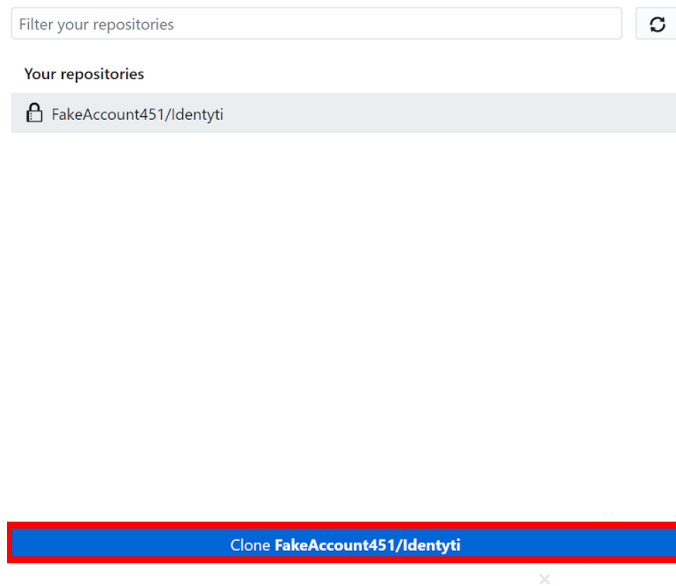 Filter your repositories
Your repositories
FakeAccount451/Identyti
Clone FakeAccount451/Identyti